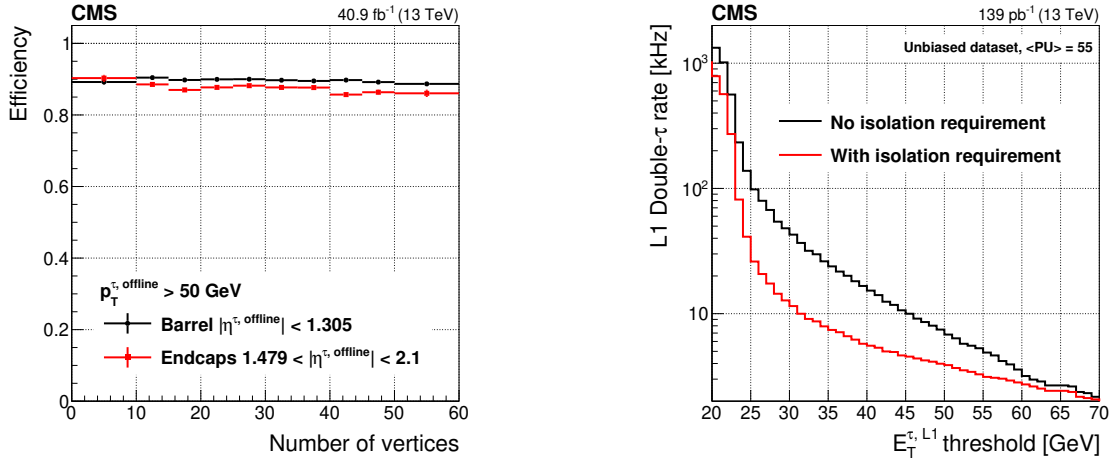 CMS 40.9 fb⁻¹ (13 TeV)
Efficiency
1
0.8
0.6
0.4
0.2
0
p_T^{τ, offline} > 50 GeV
Barrel |η^{τ, offline}| < 1.305
Endcaps 1.479 < |η^{τ, offline}| < 2.1
0 10 20 30 40 50 60
Number of vertices
CMS 139 pb⁻¹ (13 TeV)
L1 Double-τ rate [kHz]
Unbiased dataset, <PU> = 55
10³
No isolation requirement
With isolation requirement
10²
10
20 25 30 35 40 45 50 55 60 65 70
E_T^{τ, L1} threshold [GeV]